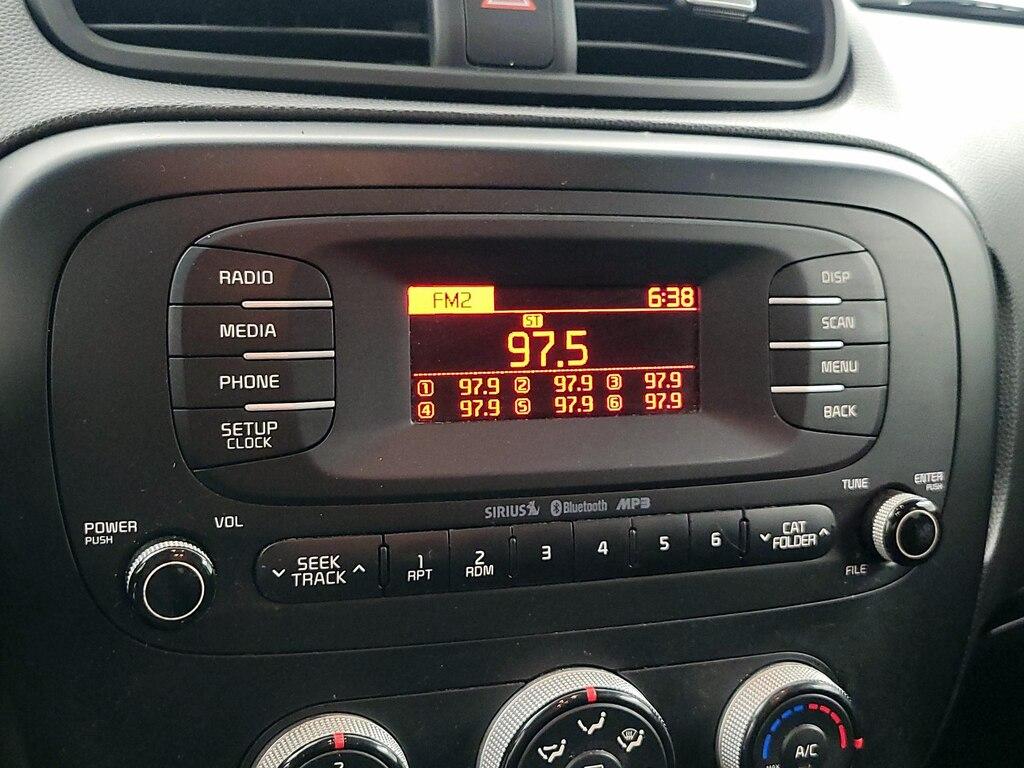 RADIO
MEDIA
PHONE
SETUP
CLOCK
FM2 6:38
ST
97.5
1 97.9 2 97.9 3 97.9
4 97.9 5 97.9 6 97.9
DISP
SCAN
MENU
BACK
SIRIUS Bluetooth MP3
POWER
PUSH
VOL
SEEK
TRACK
1
RPT
2
RDM
3
4
5
6
CAT
FOLDER
TUNE
ENTER
PUSH
FILE
A/C
MAX